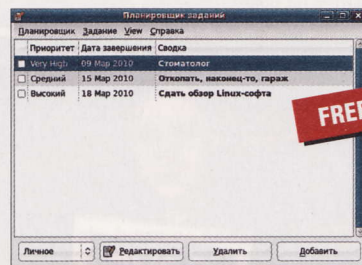 Планировщик заданий
Планировщик Задание View Справка
Приоритет Дата завершения Сводка
Very High 09 Мар 2010 Стоматолог
Средний 15 Мар 2010 Откопать, наконец-то, гараж
Высокий 18 Мар 2010 Сдать обзор Linux-софта
FREE
Личное Редактировать Удалить Добавить